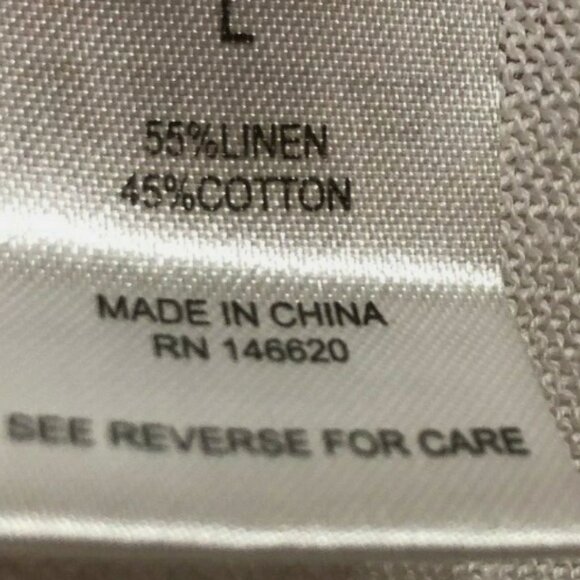 L
55%LINEN
45%COTTON
MADE IN CHINA
RN 146620
SEE REVERSE FOR CARE